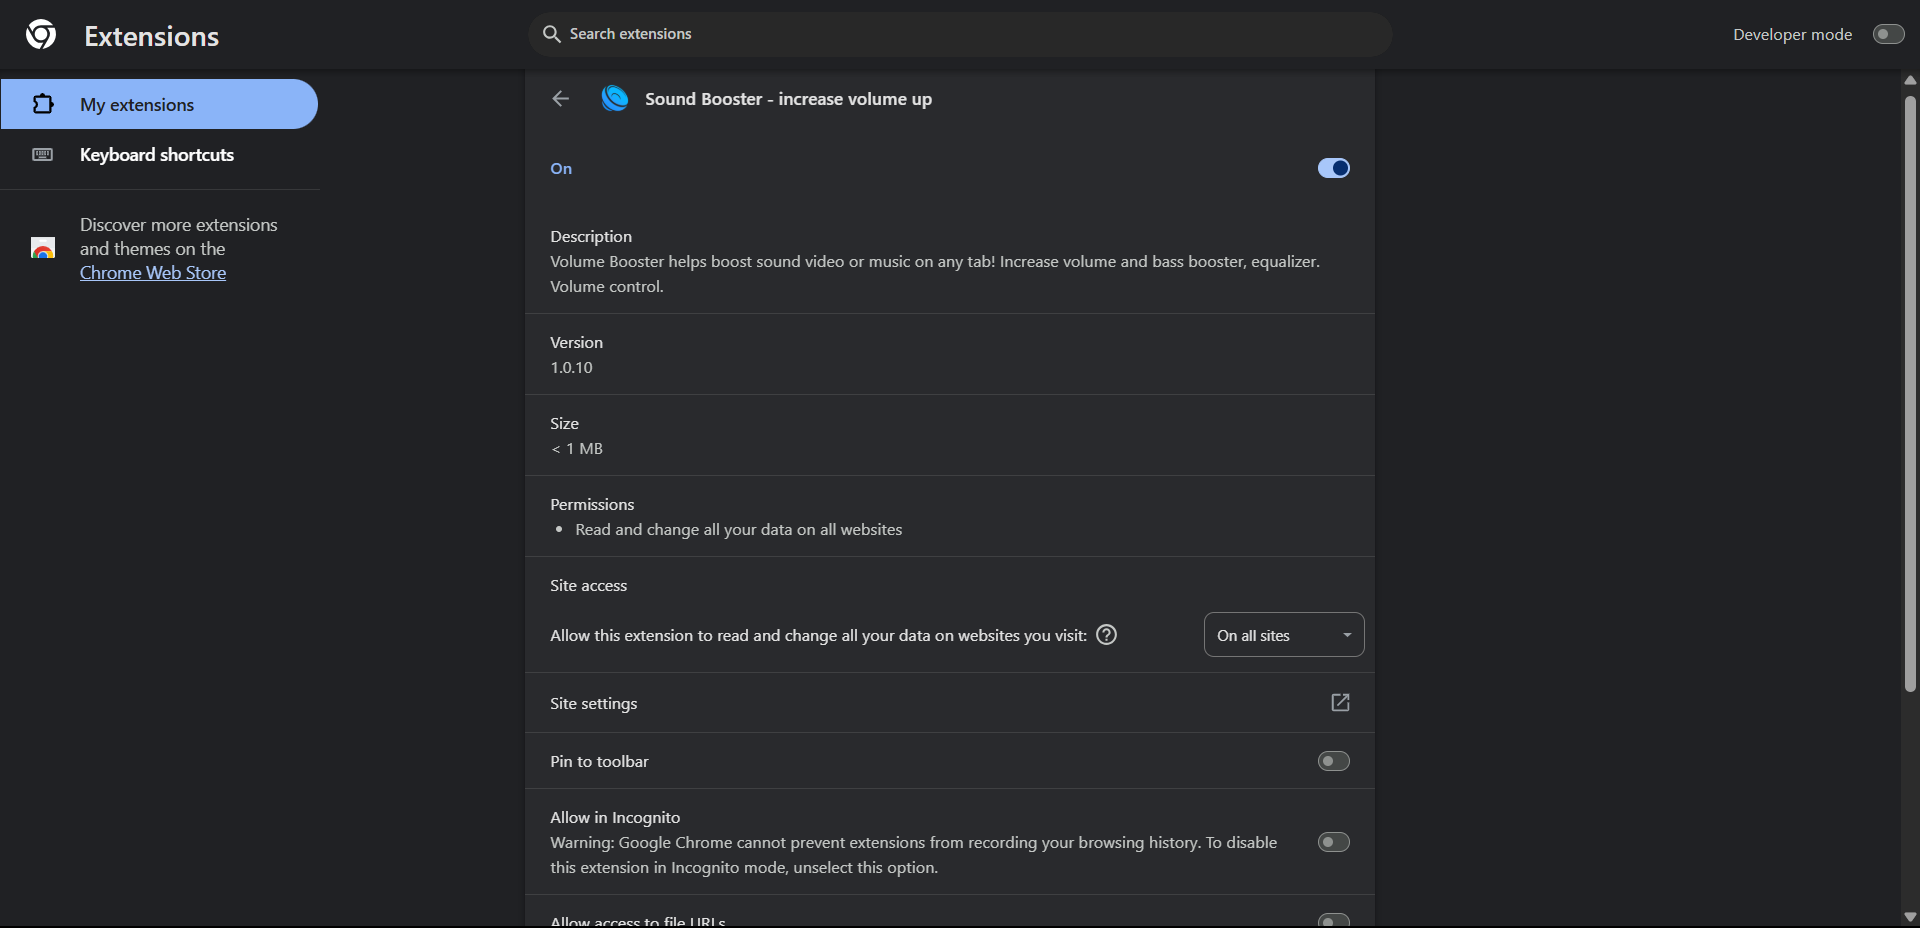 Extensions
Search extensions
Developer mode
My extensions
Keyboard shortcuts
Discover more extensions
and themes on the
Chrome Web Store
Sound Booster - increase volume up
On
Description
Volume Booster helps boost sound video or music on any tab! Increase volume and bass booster, equalizer.
Volume control.
Version
1.0.10
Size
< 1 MB
Permissions
• Read and change all your data on all websites
Site access
Allow this extension to read and change all your data on websites you visit:
On all sites
Site settings
Pin to toolbar
Allow in Incognito
Warning: Google Chrome cannot prevent extensions from recording your browsing history. To disable
this extension in Incognito mode, unselect this option.
Allow access to file URLs